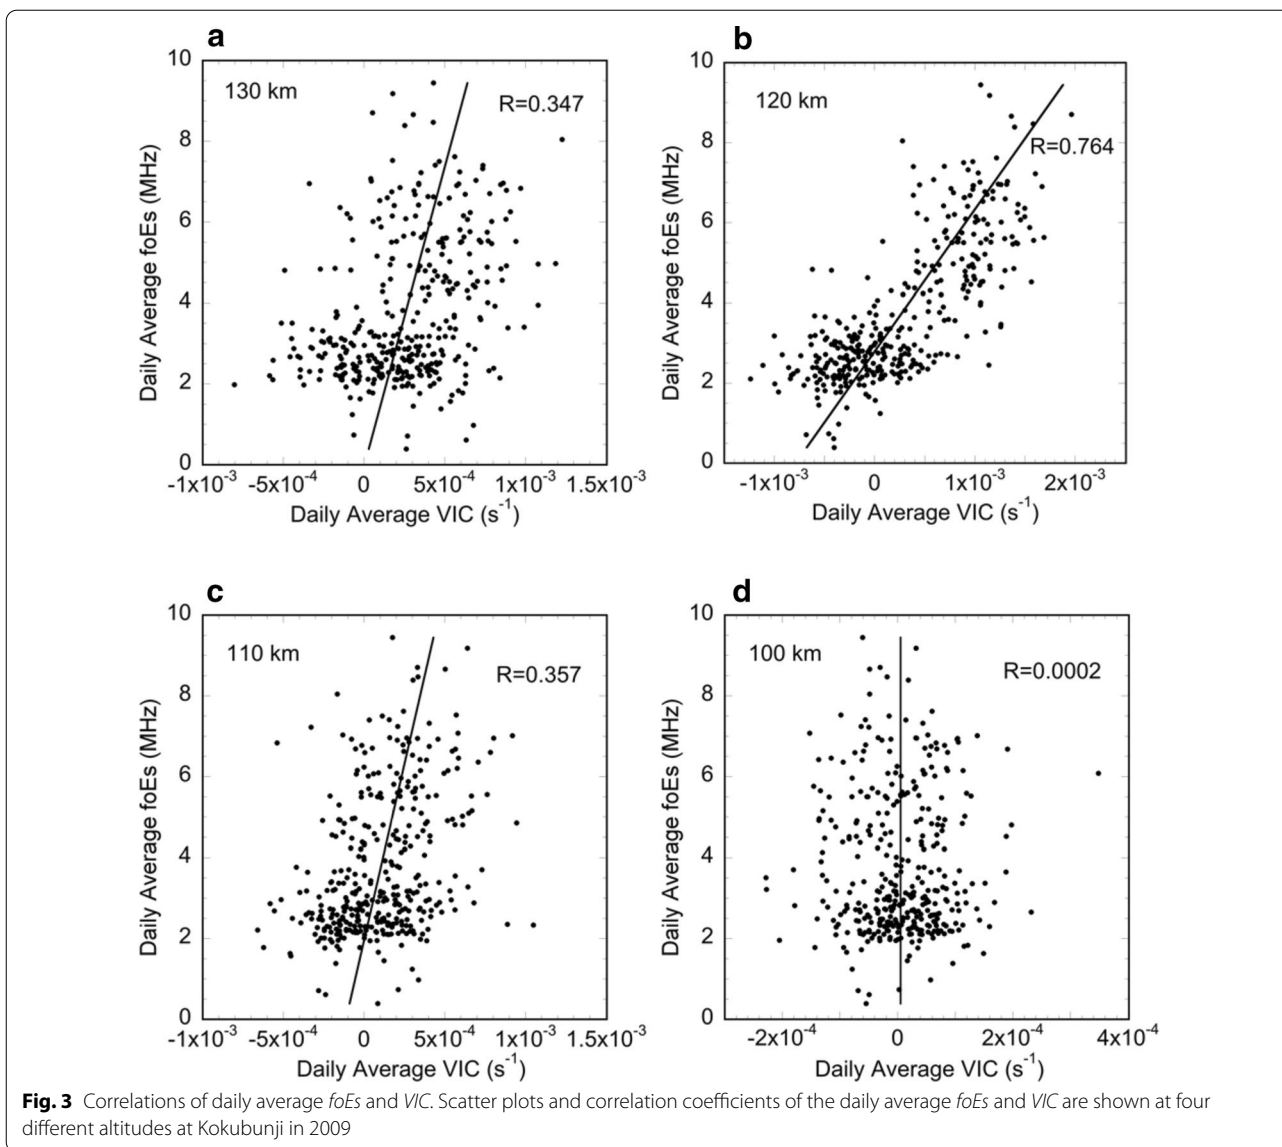 a
10
8
6
4
2
0
130 km
R=0.347
Daily Average foEs (MHz)
-1x10⁻³ -5x10⁻⁴ 0 5x10⁻⁴ 1x10⁻³ 1.5x10⁻³
Daily Average VIC (s⁻¹)
b
10
8
6
4
2
0
120 km
R=0.764
Daily Average foEs (MHz)
-1x10⁻³ 0 1x10⁻³ 2x10⁻³
Daily Average VIC (s⁻¹)
c
10
8
6
4
2
0
110 km
R=0.357
Daily Average foEs (MHz)
-1x10⁻³ -5x10⁻⁴ 0 5x10⁻⁴ 1x10⁻³ 1.5x10⁻³
Daily Average VIC (s⁻¹)
d
10
8
6
4
2
0
100 km
R=0.0002
Daily Average foEs (MHz)
-2x10⁻⁴ 0 2x10⁻⁴ 4x10⁻⁴
Daily Average VIC (s⁻¹)
Fig. 3 Correlations of daily average foEs and VIC. Scatter plots and correlation coefficients of the daily average foEs and VIC are shown at four
different altitudes at Kokubunji in 2009